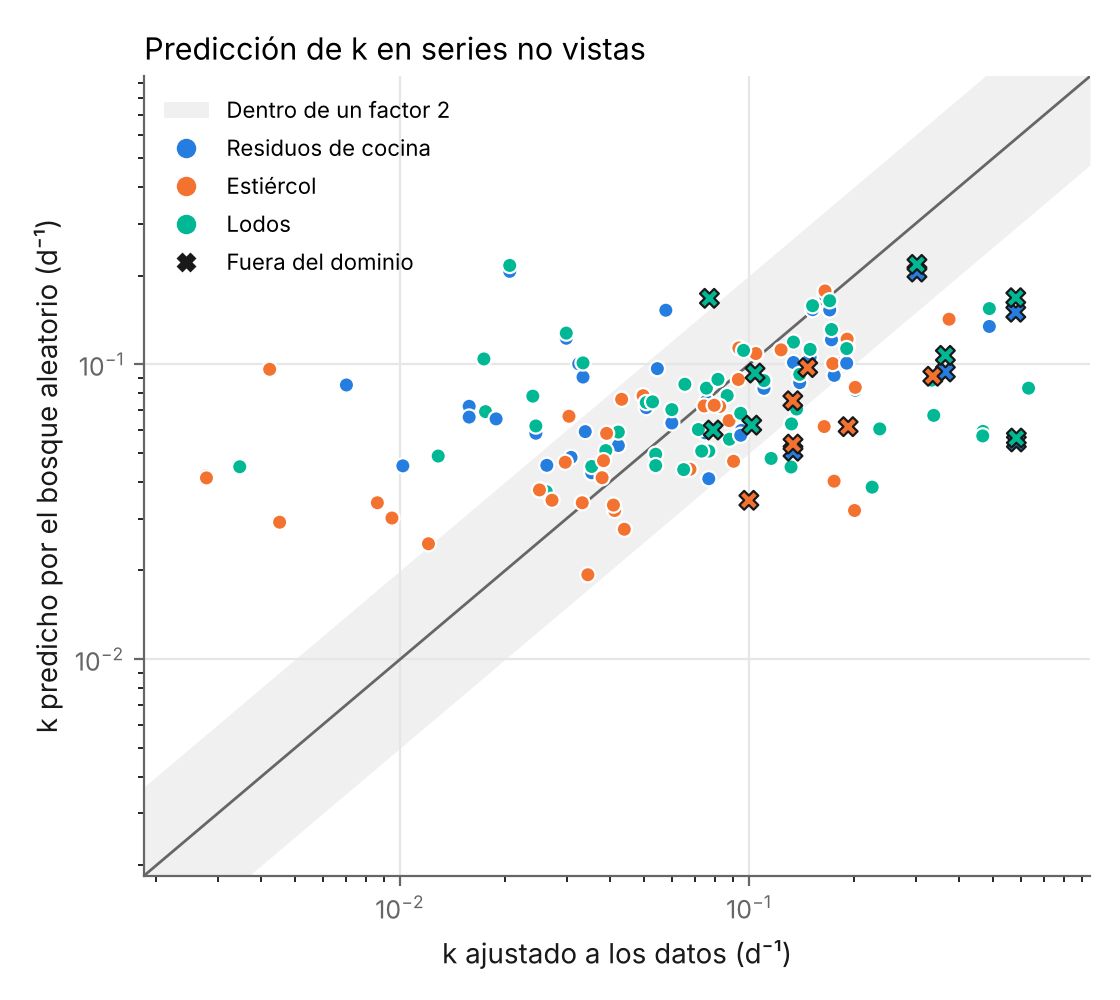 Predicción de k en series no vistas
Dentro de un factor 2
Residuos de cocina
Estiércol
Lodos
Fuera del dominio
k predicho por el bosque aleatorio (d⁻¹)
10⁻¹
10⁻²
10⁻²
10⁻¹
k ajustado a los datos (d⁻¹)